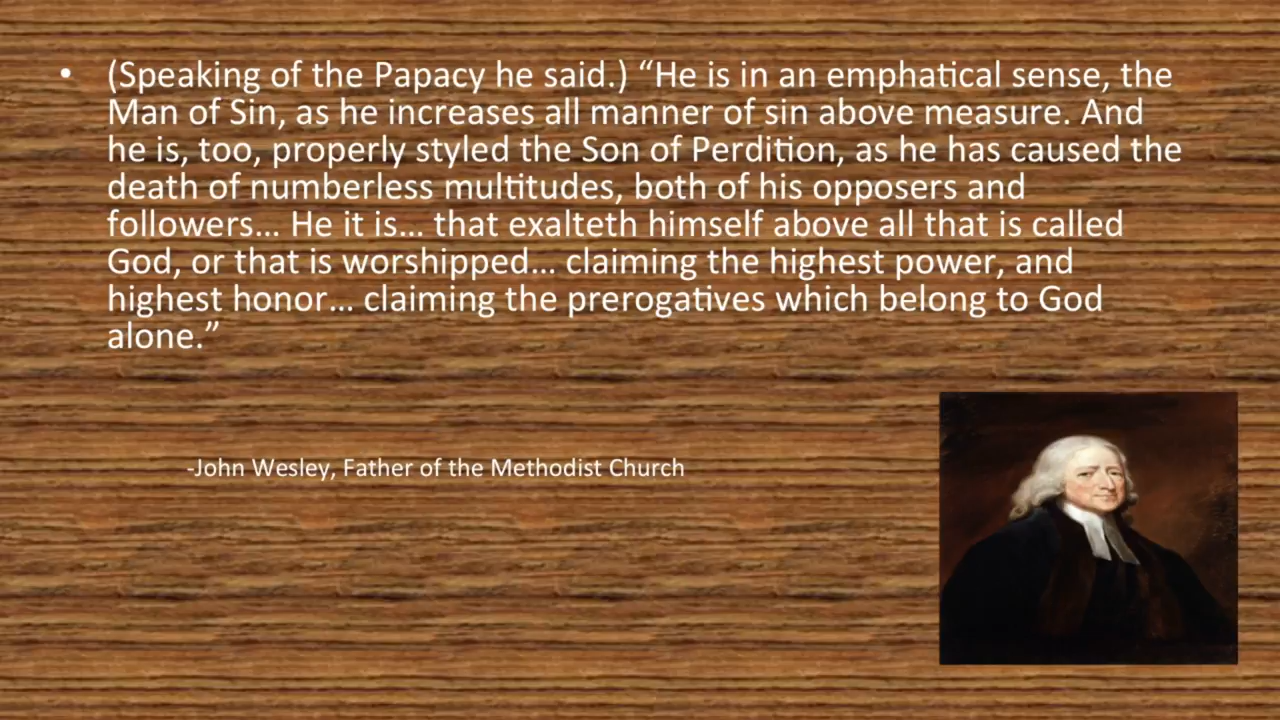 • (Speaking of the Papacy he said.) “He is in an emphatical sense, the
Man of Sin, as he increases all manner of sin above measure. And
he is, too, properly styled the Son of Perdition, as he has caused the
death of numberless multitudes, both of his opposers and
followers… He it is… that exalteth himself above all that is called
God, or that is worshipped… claiming the highest power, and
highest honor… claiming the prerogatives which belong to God
alone.”
-John Wesley, Father of the Methodist Church